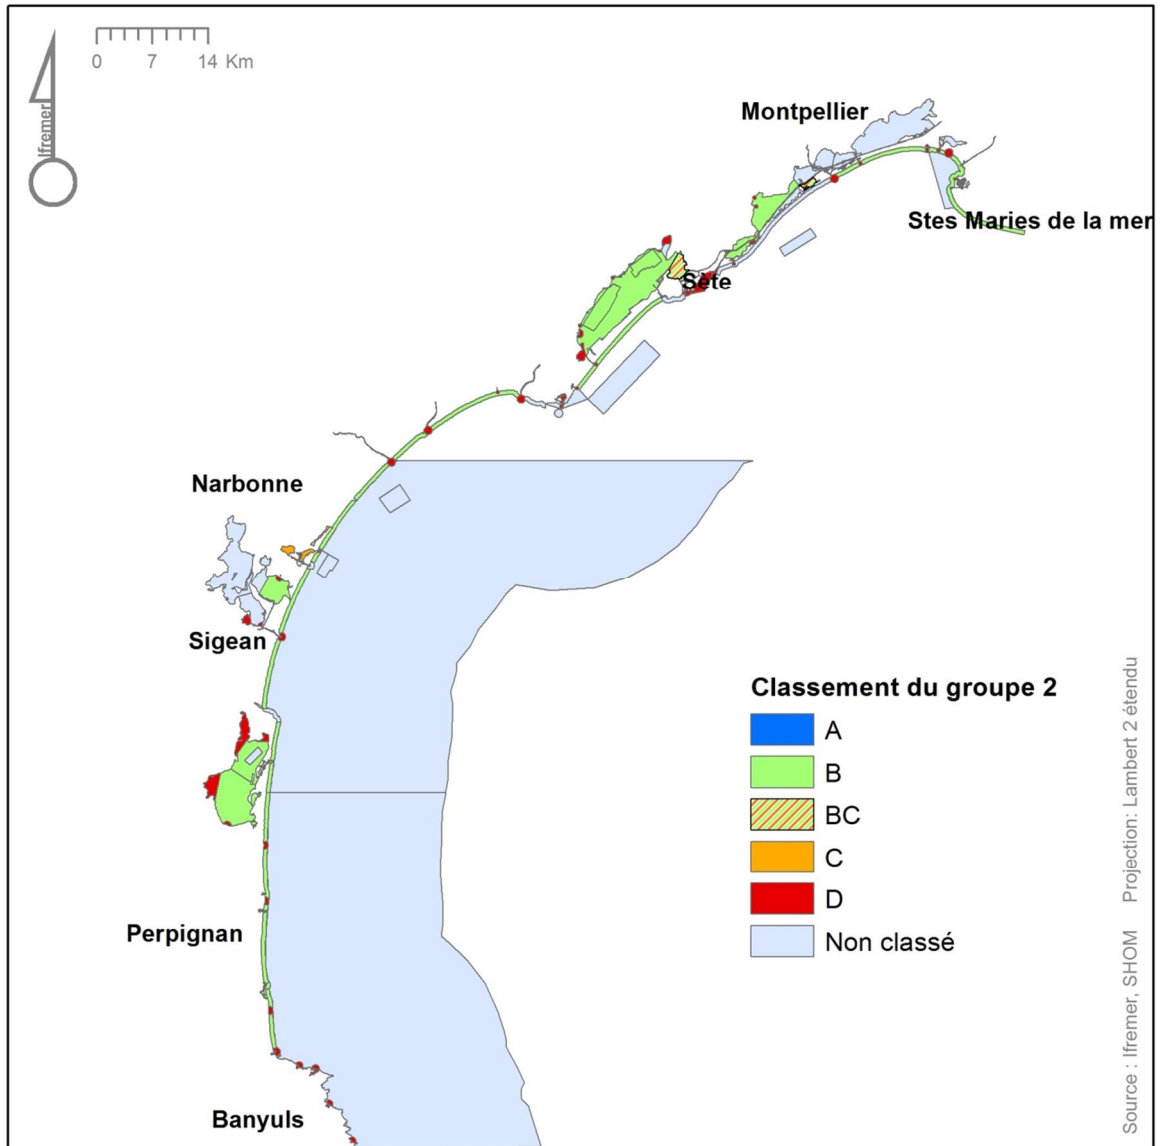 0 7 14 Km
Ifremer
Montpellier
Stes Maries de la mer
Sète
Narbonne
Sigean
Perpignan
Banyuls
Classement du groupe 2
A
B
BC
C
D
Non classé
Source : Ifremer, SHOM Projection: Lambert 2 étendu